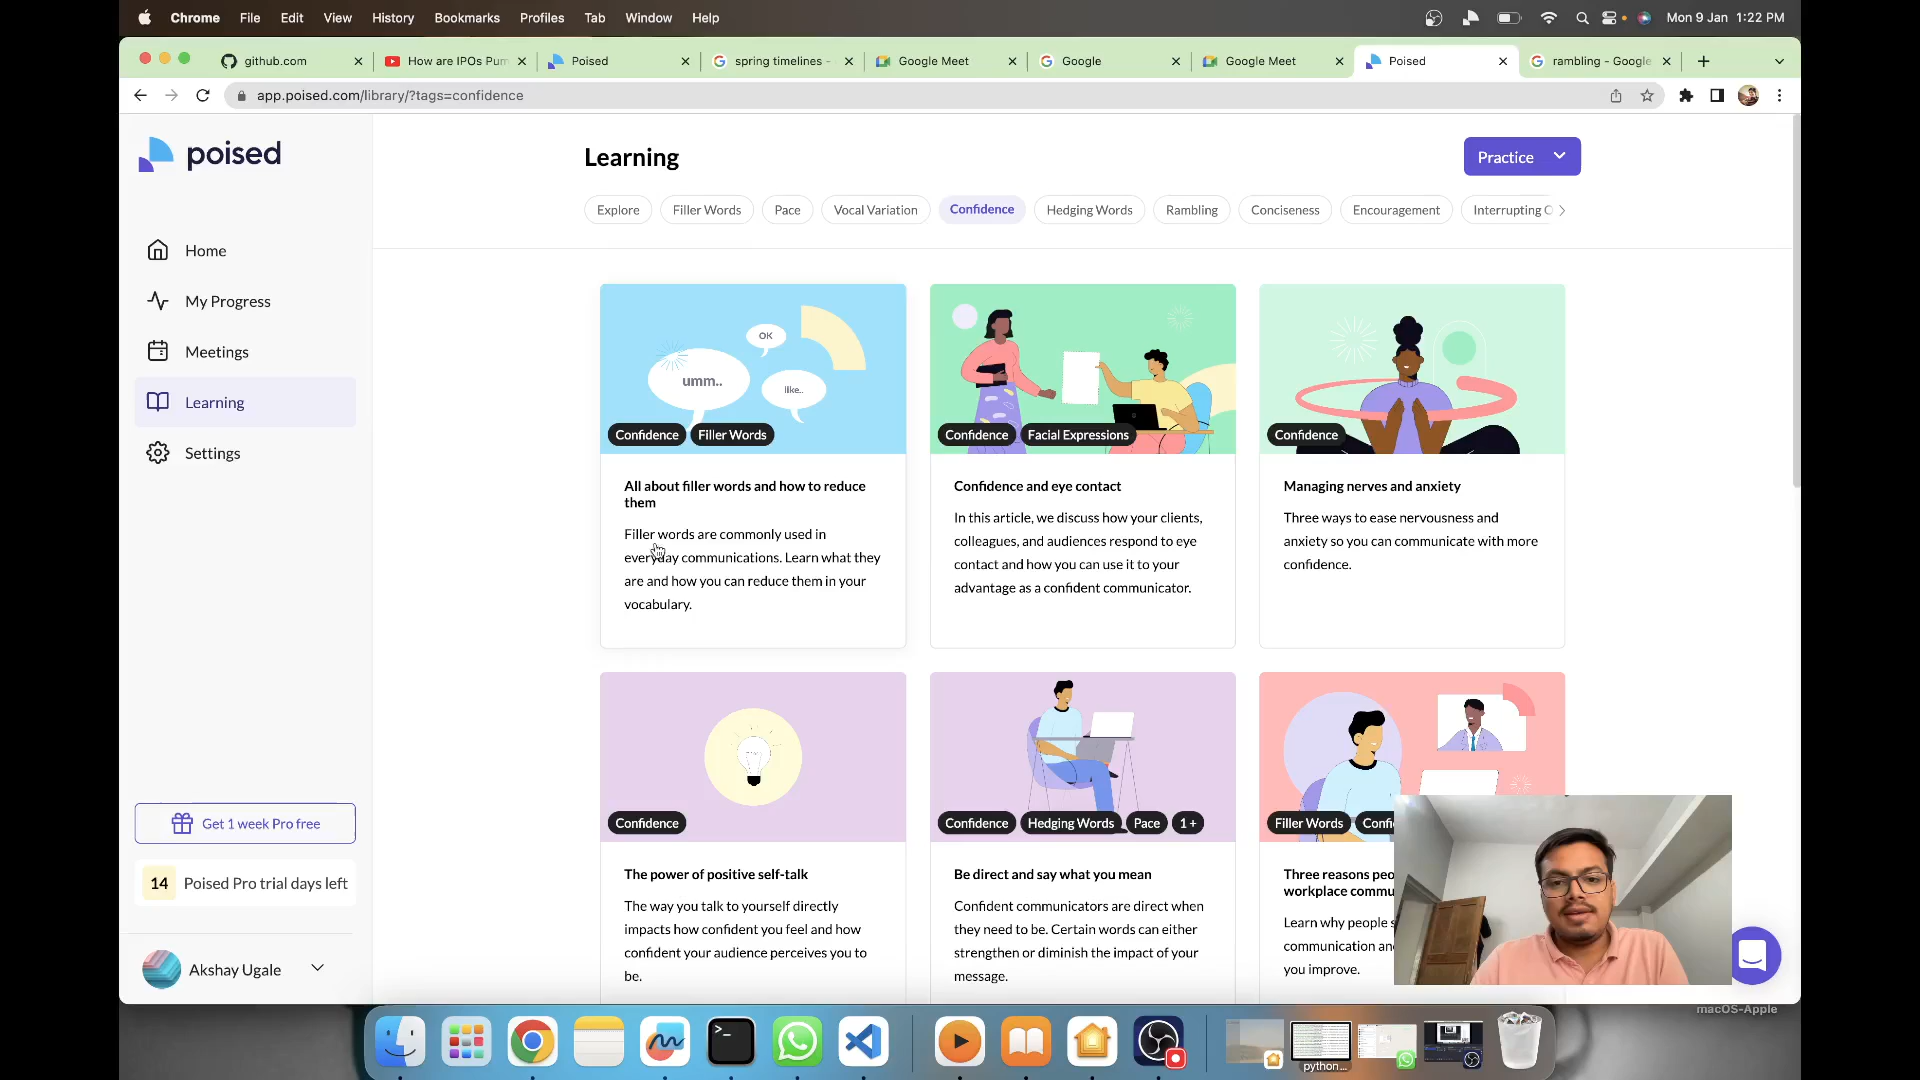 Chrome File Edit View History Bookmarks Profiles Tab Window Help
Mon 9 Jan 1:22 PM
github.com
How are IPOs Pum
Poised
spring timelines -
Google Meet
Google
Google Meet
Poised
rambling - Google
app.poised.com/library/?tags=confidence
poised
Home
My Progress
Meetings
Learning
Settings
Get 1 week Pro free
14 Poised Pro trial days left
Akshay Ugale
Learning
Practice
Explore
Filler Words
Pace
Vocal Variation
Confidence
Hedging Words
Rambling
Conciseness
Encouragement
Interrupting O
OK
umm..
like..
Confidence Filler Words
All about filler words and how to reduce
them
Filler words are commonly used in
everyday communications. Learn what they
are and how you can reduce them in your
vocabulary.
Confidence Facial Expressions
Confidence and eye contact
In this article, we discuss how your clients,
colleagues, and audiences respond to eye
contact and how you can use it to your
advantage as a confident communicator.
Confidence
Managing nerves and anxiety
Three ways to ease nervousness and
anxiety so you can communicate with more
confidence.
Confidence
The power of positive self-talk
The way you talk to yourself directly
impacts how confident you feel and how
confident your audience perceives you to
be.
Confidence Hedging Words Pace 1 +
Be direct and say what you mean
Confident communicators are direct when
they need to be. Certain words can either
strengthen or diminish the impact of your
message.
Filler Words Confi
Three reasons peo
workplace commu
Learn why people s
communication an
you improve.
macOS-Apple
python...